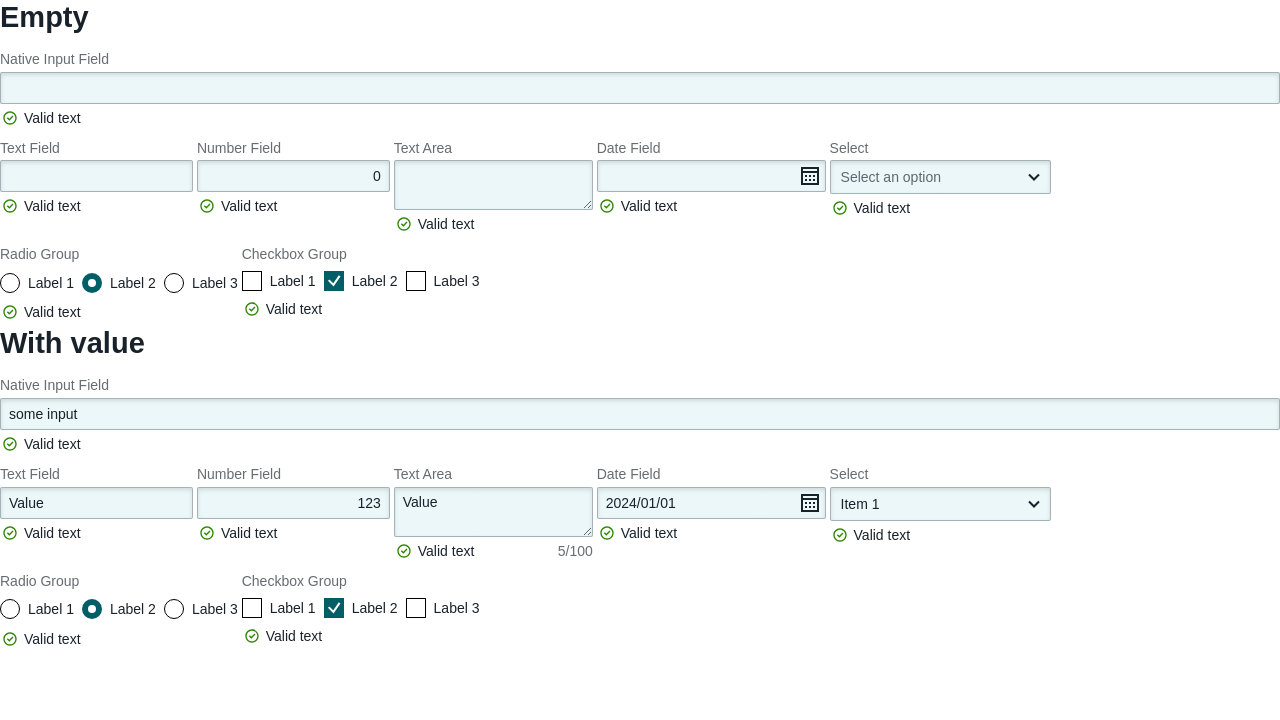 Empty
Native Input Field
Valid text
Text Field Number Field Text Area Date Field Select
0 Select an option
Valid text Valid text Valid text Valid text Valid text
Radio Group Checkbox Group
Label 1 Label 2 Label 3 Label 1 Label 2 Label 3
Valid text Valid text
With value
Native Input Field
some input
Valid text
Text Field Number Field Text Area Date Field Select
Value 123 Value 2024/01/01 Item 1
Valid text Valid text Valid text 5/100 Valid text Valid text
Radio Group Checkbox Group
Label 1 Label 2 Label 3 Label 1 Label 2 Label 3
Valid text Valid text